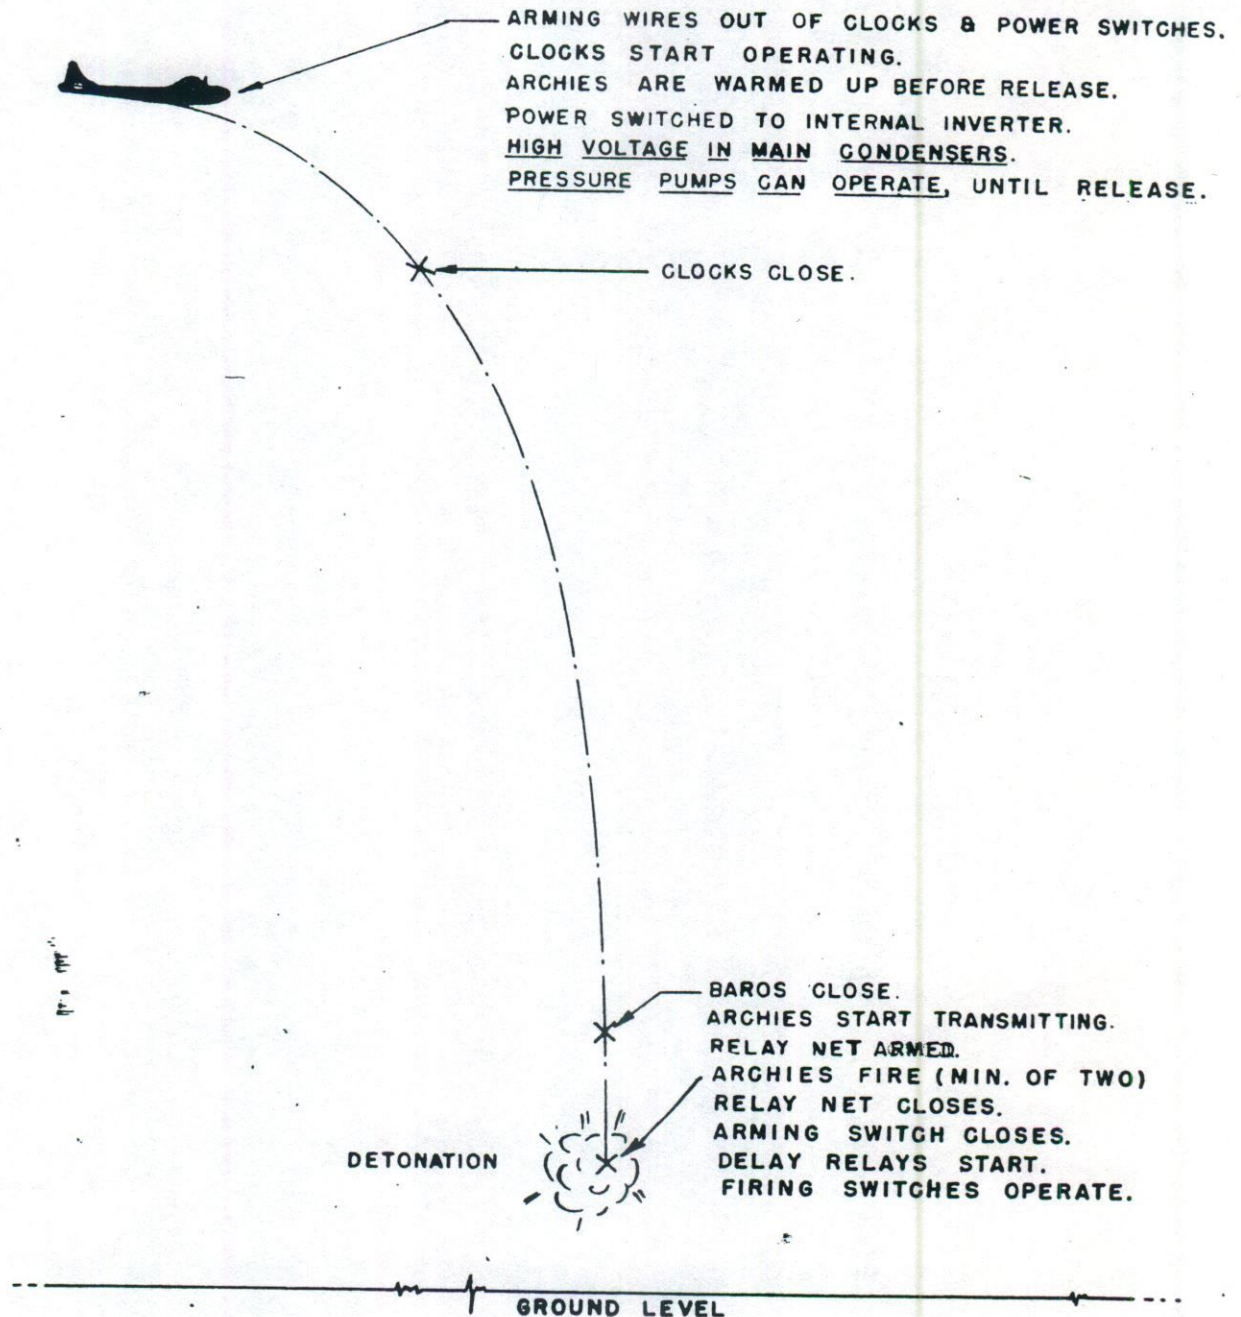 ARMING WIRES OUT OF CLOCKS & POWER SWITCHES.
CLOCKS START OPERATING.
ARCHIES ARE WARMED UP BEFORE RELEASE.
POWER SWITCHED TO INTERNAL INVERTER.
HIGH VOLTAGE IN MAIN CONDENSERS.
PRESSURE PUMPS CAN OPERATE, UNTIL RELEASE.
CLOCKS CLOSE.
BAROS CLOSE.
ARCHIES START TRANSMITTING.
RELAY NET ARMED.
ARCHIES FIRE (MIN. OF TWO)
RELAY NET CLOSES.
ARMING SWITCH CLOSES.
DELAY RELAYS START.
FIRING SWITCHES OPERATE.
DETONATION
GROUND LEVEL